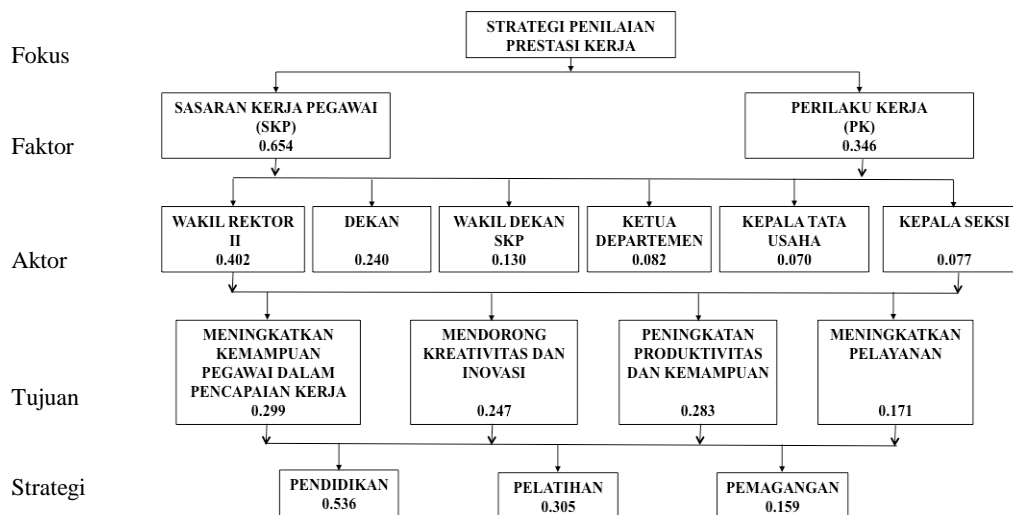 STRATEGI PENILAIAN
PRESTASI KERJA
Fokus
SASARAN KERJA PEGAWAI
(SKP)
0.654
PERILAKU KERJA
(PK)
0.346
Faktor
WAKIL REKTOR
II
0.402
DEKAN
0.240
WAKIL DEKAN
SKP
0.130
KETUA
DEPARTEMEN
0.082
KEPALA TATA
USAHA
0.070
KEPALA SEKSI
0.077
Aktor
MENINGKATKAN
KEMAMPUAN
PEGAWAI DALAM
PENCAPAIAN KERJA
0.299
MENDORONG
KREATIVITAS DAN
INOVASI
0.247
PENINGKATAN
PRODUKTIVITAS
DAN KEMAMPUAN
0.283
MENINGKATKAN
PELAYANAN
0.171
Tujuan
PENDIDIKAN
0.536
PELATIHAN
0.305
PEMAGANGAN
0.159
Strategi